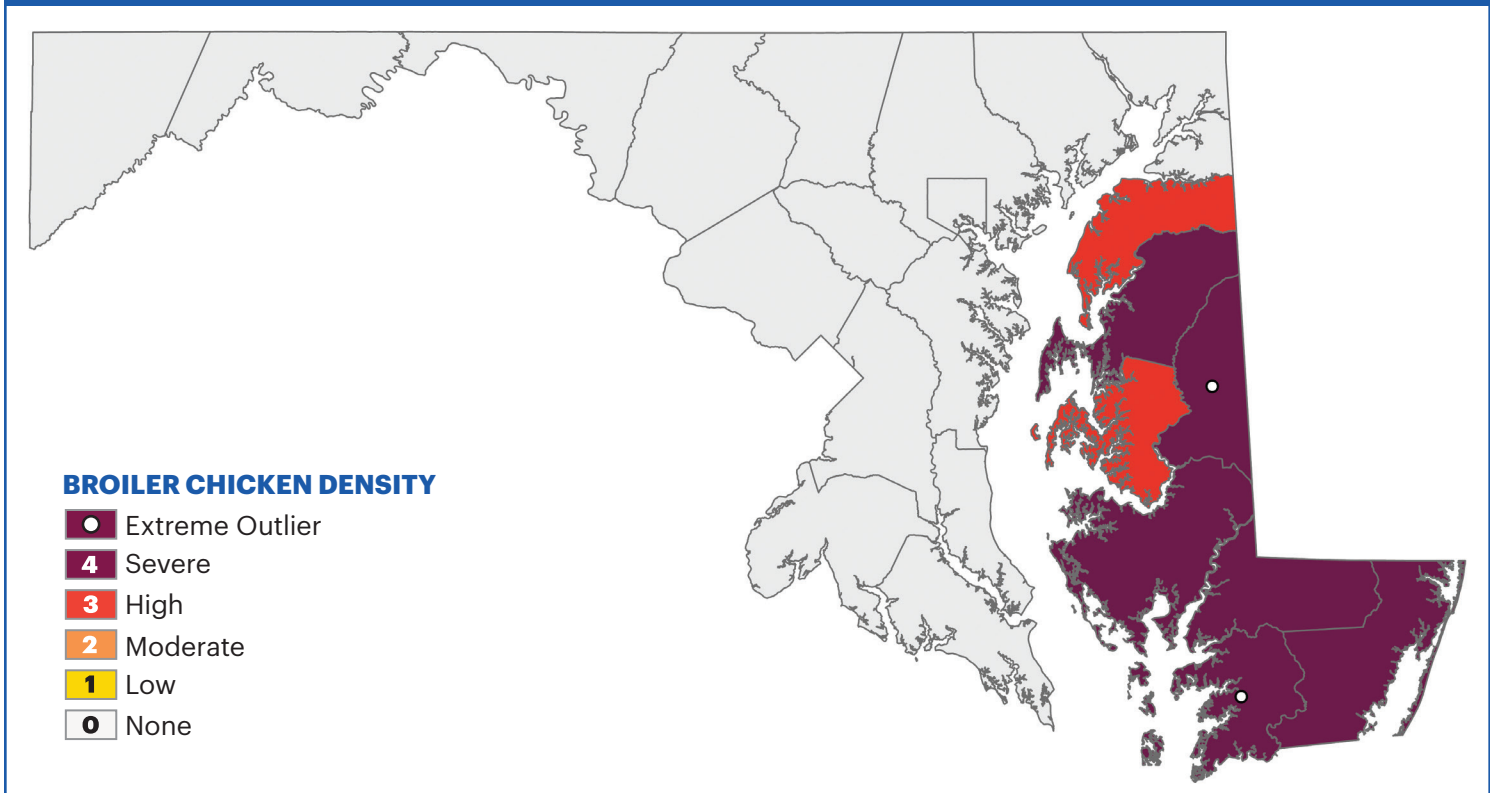 BROILER CHICKEN DENSITY
Extreme Outlier
4 Severe
3 High
2 Moderate
1 Low
0 None